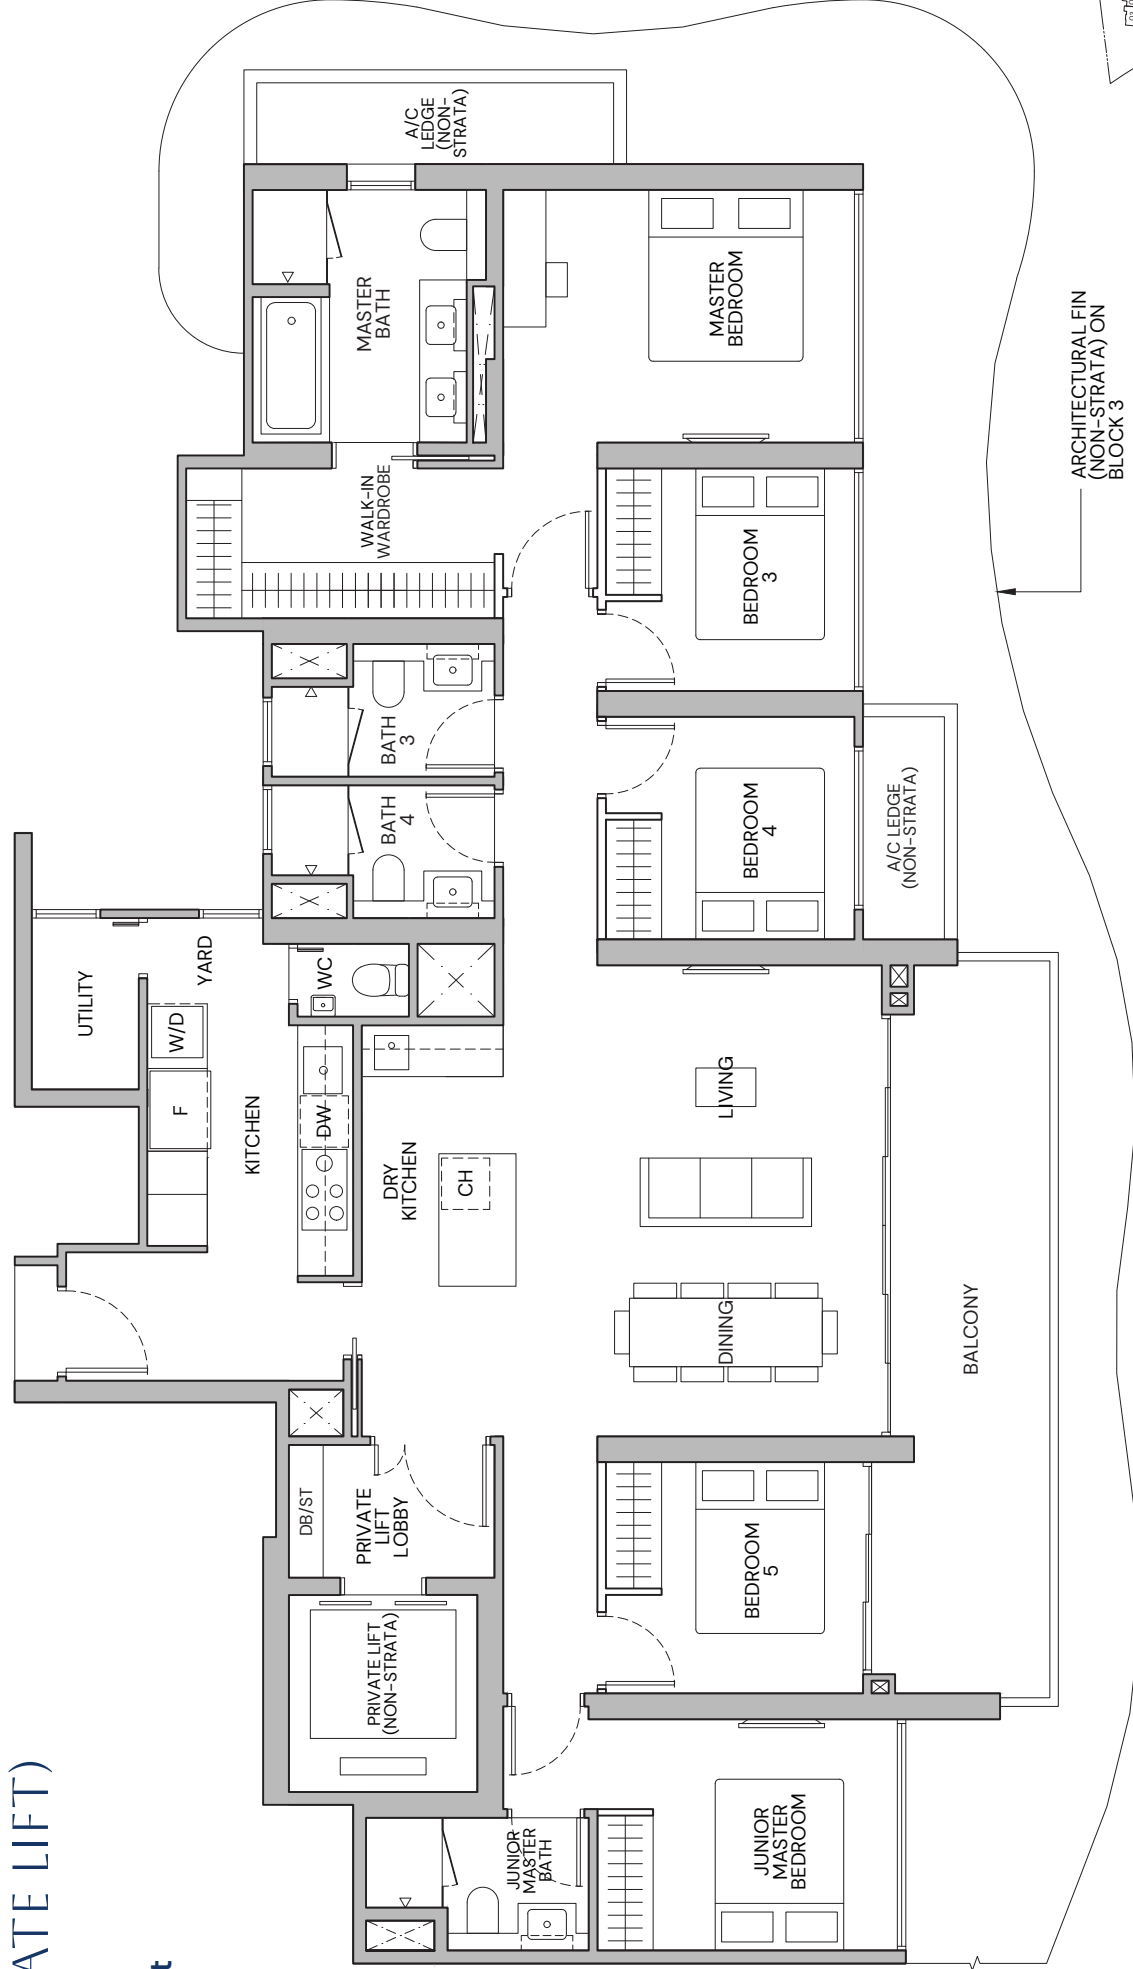 ATE LIFT)
t
A/C
LEDGE
(NON-
STRATA)
MASTER
BATH
MASTER
BEDROOM
ARCHITECTURAL FIN
(NON-STRATA) ON
BLOCK 3
WALK-IN
WARDROBE
BEDROOM
3
BATH
3
BATH
4
BEDROOM
4
A/C LEDGE
(NON-STRATA)
UTILITY
YARD
WC
W/D
F
KITCHEN
DW
DRY
KITCHEN
CH
LIVING
DINING
BALCONY
DB/ST
PRIVATE
LIFT
LOBBY
PRIVATE LIFT
(NON-STRATA)
BEDROOM
5
JUNIOR
MASTER
BATH
JUNIOR
MASTER
BEDROOM